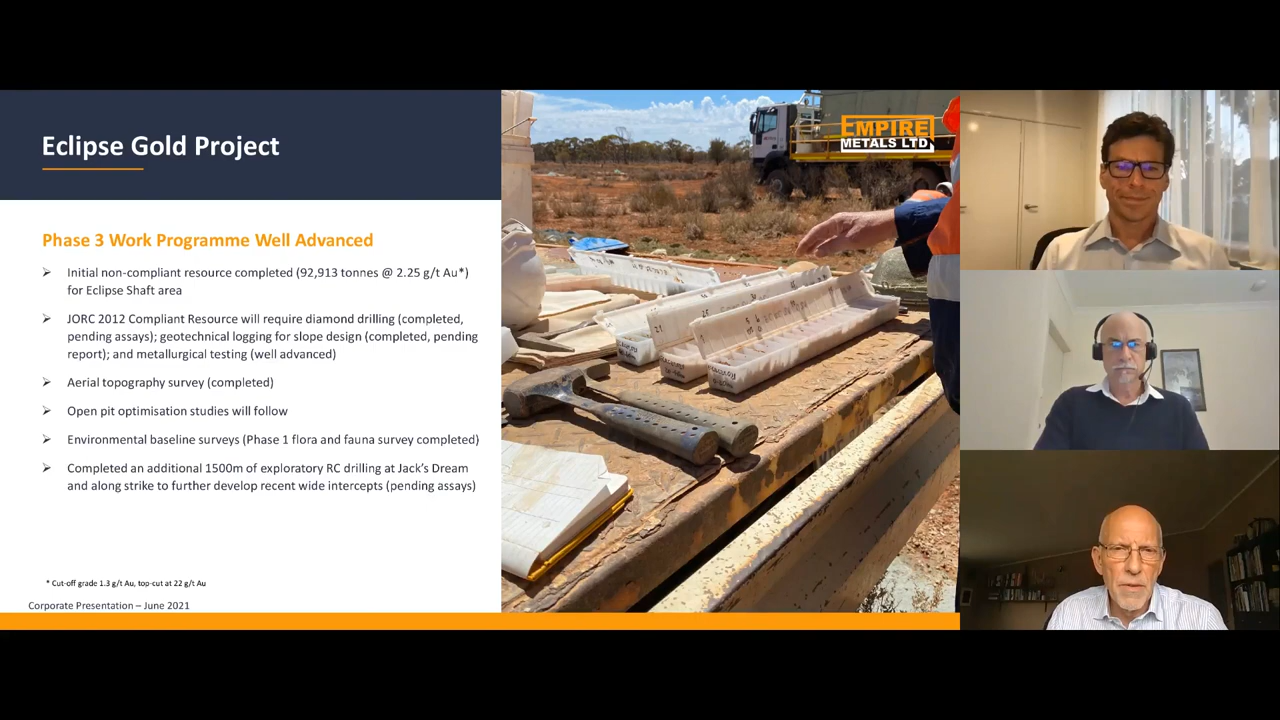 Eclipse Gold Project
Phase 3 Work Programme Well Advanced
Initial non-compliant resource completed (92,913 tonnes @ 2.25 g/t Au*)
for Eclipse Shaft area
JORC 2012 Compliant Resource will require diamond drilling (completed,
pending assays); geotechnical logging for slope design (completed, pending
report); and metallurgical testing (well advanced)
Aerial topography survey (completed)
Open pit optimisation studies will follow
Environmental baseline surveys (Phase 1 flora and fauna survey completed)
Completed an additional 1500m of exploratory RC drilling at Jack's Dream
and along strike to further develop recent wide intercepts (pending assays)
* Cut-off grade 1.3 g/t Au, top-cut at 22 g/t Au
Corporate Presentation – June 2021
EMPIRE
METALS LTD